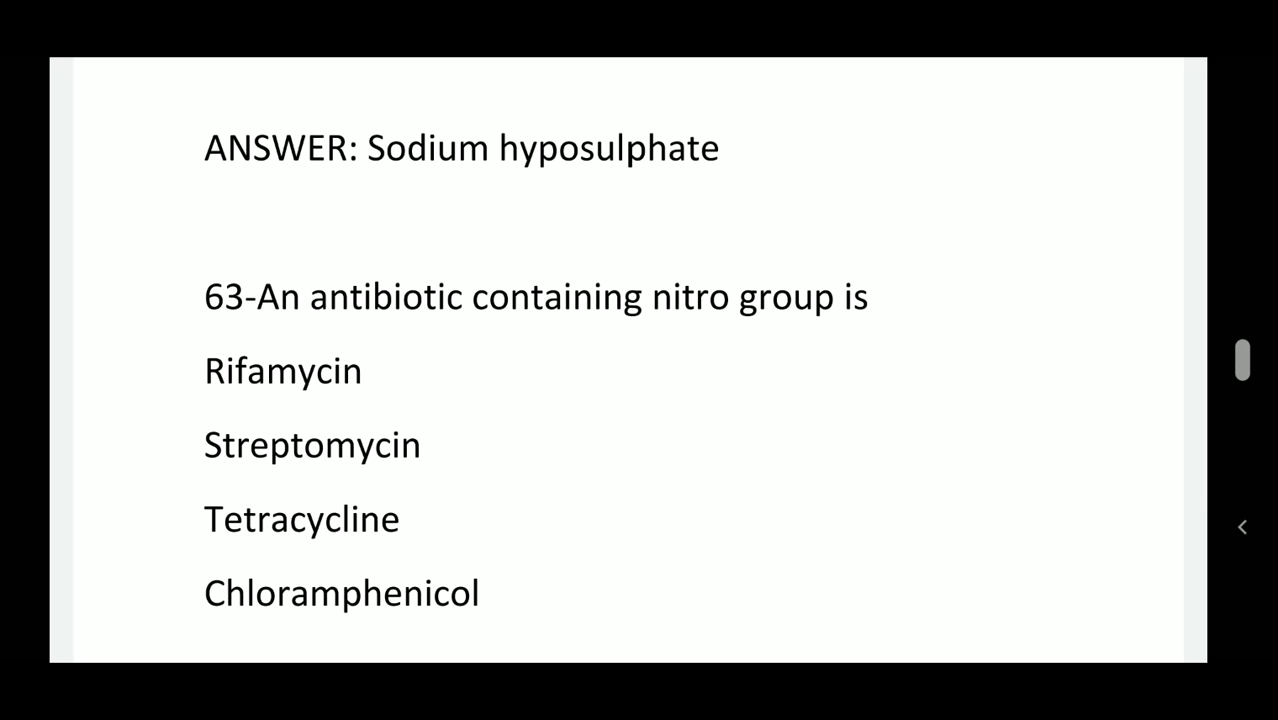 ANSWER: Sodium hyposulphate
63-An antibiotic containing nitro group is
Rifamycin
Streptomycin
Tetracycline
Chloramphenicol